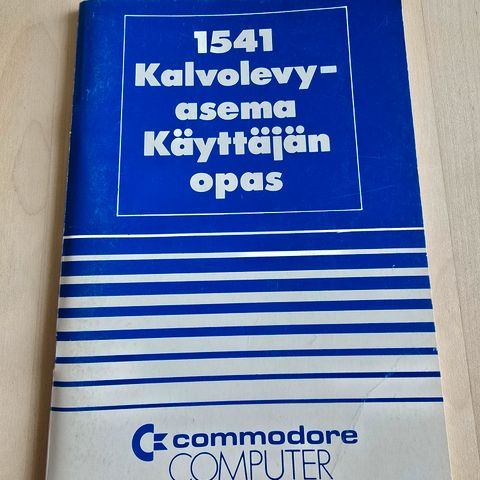 1541
Kalvolevy-
asema
Käyttäjän
opas
commodore
COMPUTER